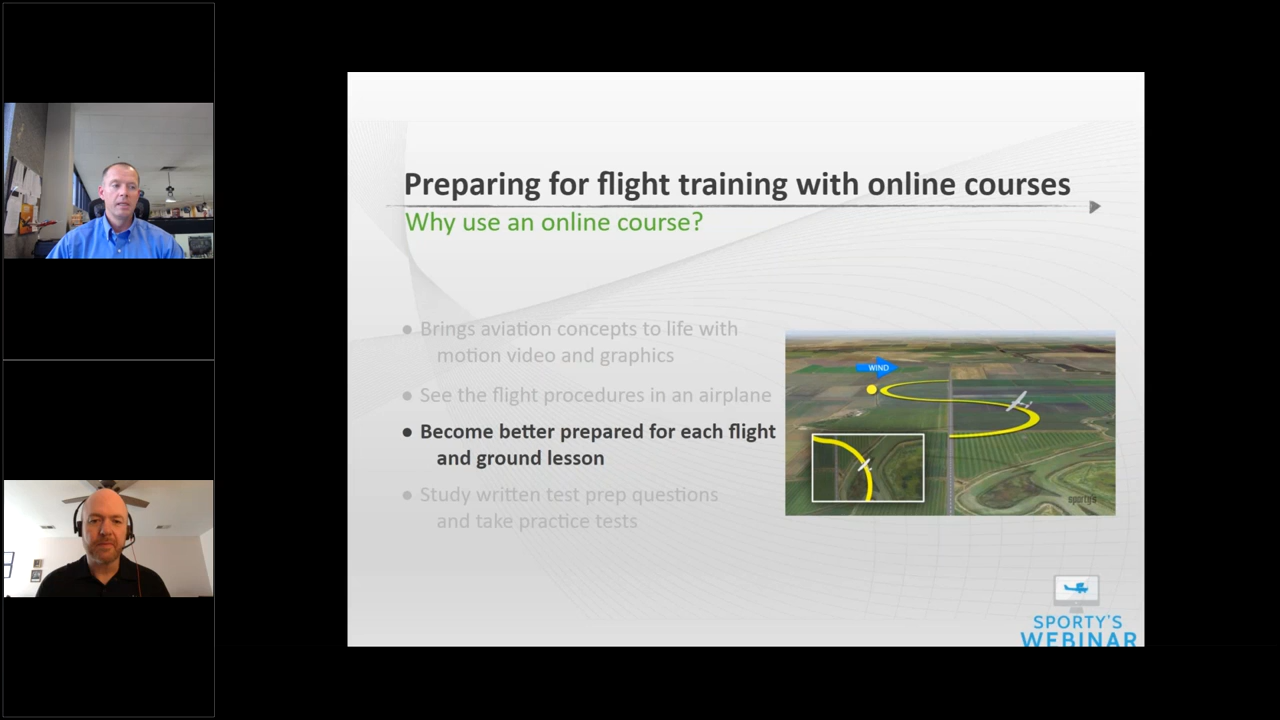 Preparing for flight training with online courses
Why use an online course?
● Brings aviation concepts to life with
motion video and graphics
● See the flight procedures in an airplane
● Become better prepared for each flight
and ground lesson
● Study written test prep questions
and take practice tests
WIND
sporty's
SPORTY'S
WEBINAR